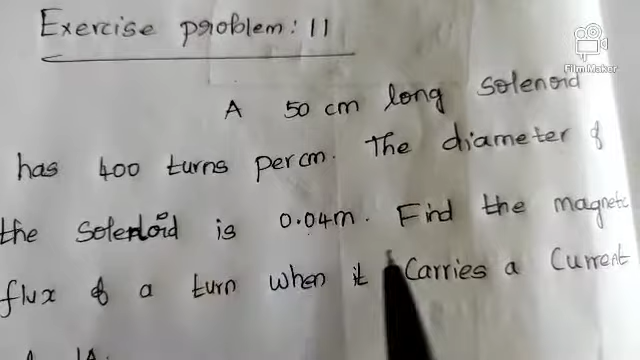 Exercise problem: 11
FilmMaker
A 50 cm long solenoid
has 400 turns per cm. The diameter of
the solenoid is 0.04m. Find the magnetic
flux of a turn when it carries a current
1A.